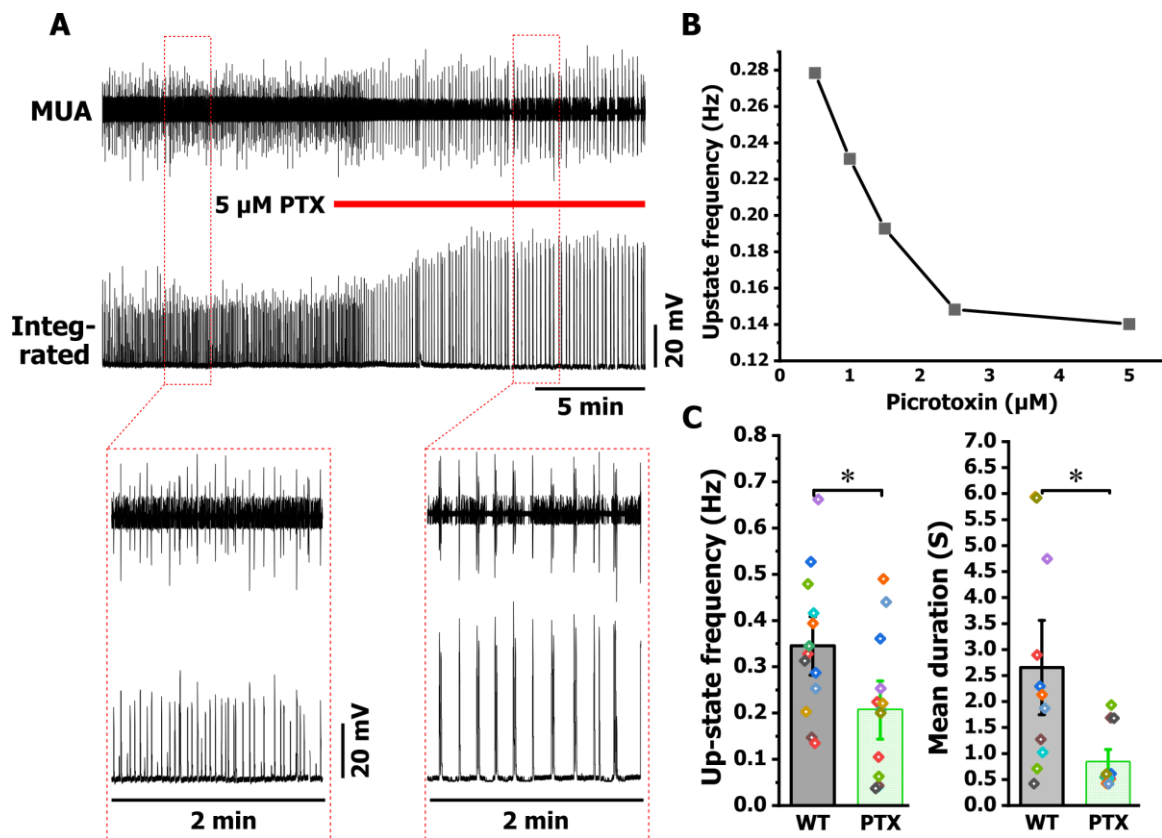 A
MUA
5 µM PTX
Integ-
rated
20 mV
5 min
20 mV
2 min
2 min
B
Upstate frequency (Hz)
0.28
0.26
0.24
0.22
0.20
0.18
0.16
0.14
0.12
0 1 2 3 4 5
Picrotoxin (µM)
C
Up-state frequency (Hz)
0.8
0.7
0.6
0.5
0.4
0.3
0.2
0.1
0.0
*
WT PTX
Mean duration (S)
7.0
6.5
6.0
5.5
5.0
4.5
4.0
3.5
3.0
2.5
2.0
1.5
1.0
0.5
0.0
*
WT PTX